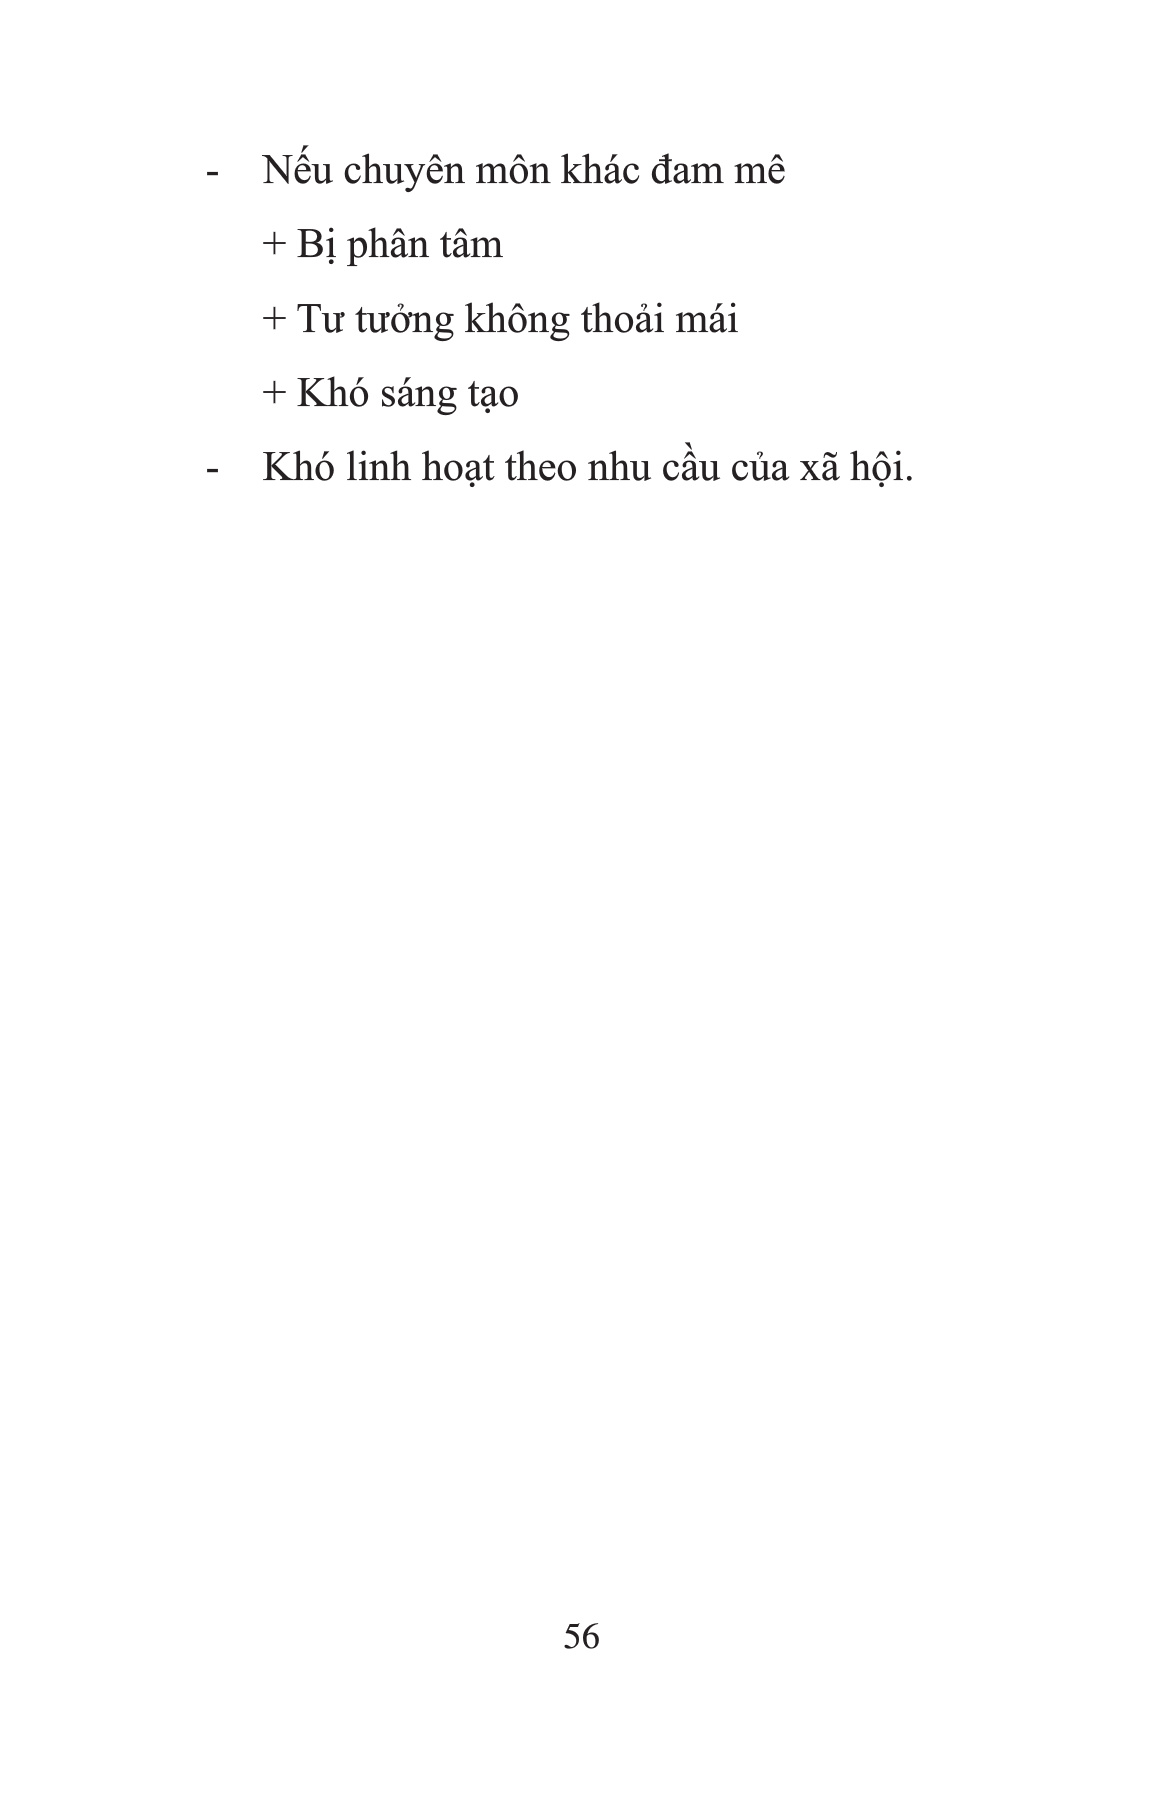 - Nếu chuyên môn khác đam mê
+ Bị phân tâm
+ Tư tưởng không thoải mái
+ Khó sáng tạo
- Khó linh hoạt theo nhu cầu của xã hội.
56